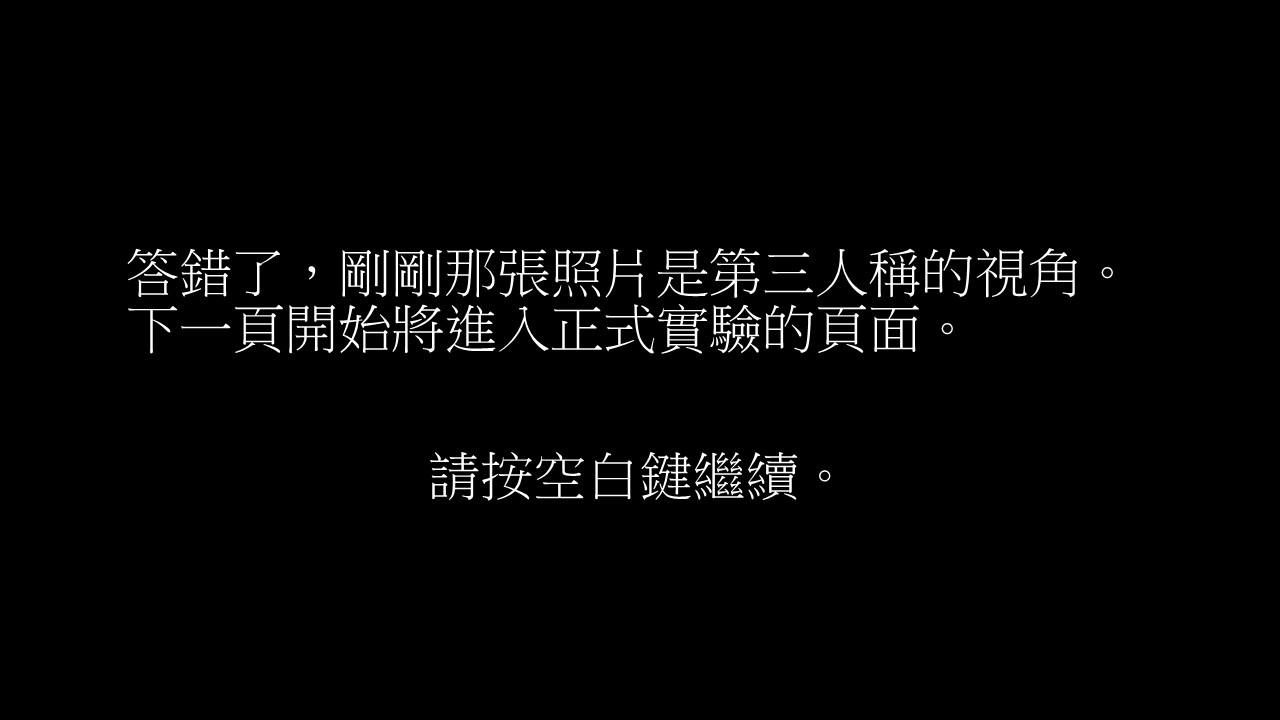 答錯了，剛剛那張照片是第三人稱的視角。
下一頁開始將進入正式實驗的頁面。
請按空白鍵繼續。